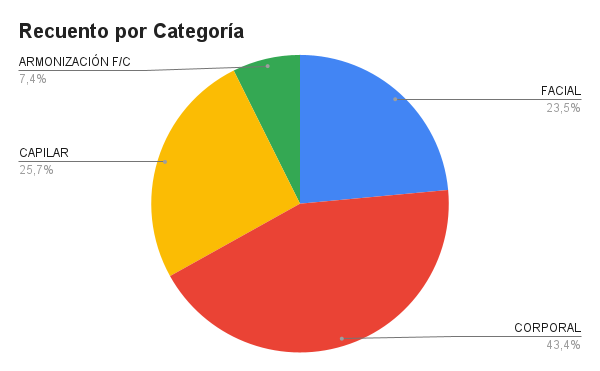 Recuento por Categoría
ARMONIZACIÓN F/C
7,4%
FACIAL
23,5%
CAPILAR
25,7%
CORPORAL
43,4%